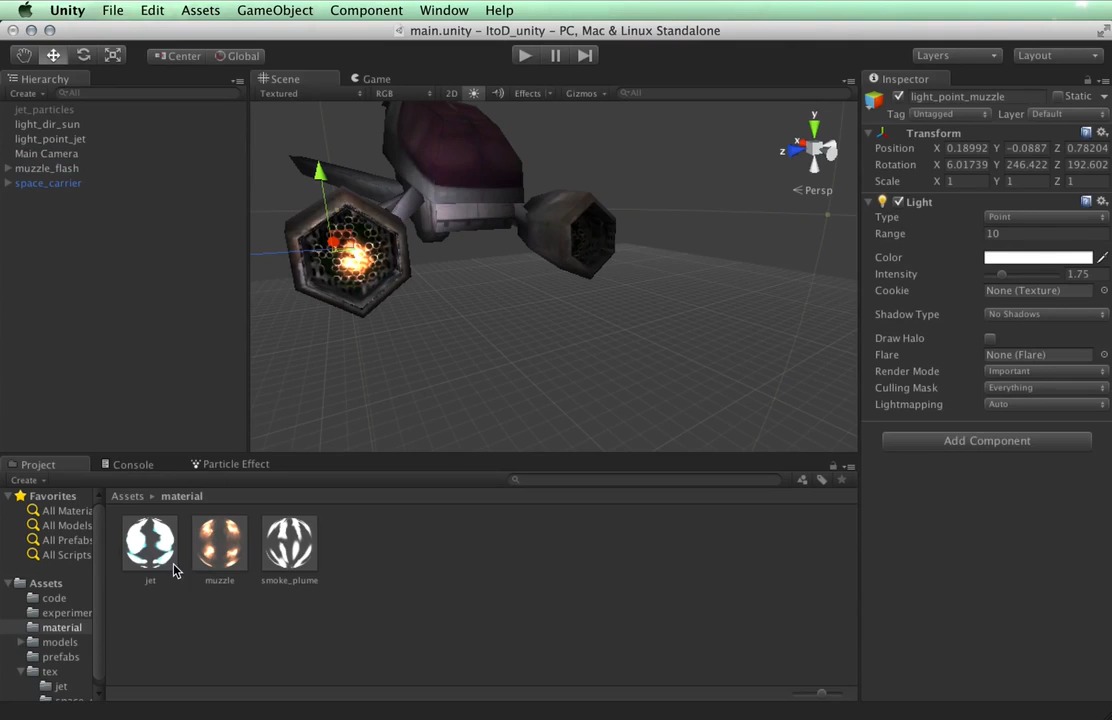 Unity File Edit Assets GameObject Component Window Help
main.unity – ItoD_unity – PC, Mac & Linux Standalone
Center Global Layers Layout
Hierarchy
Create All
jet_particles
light_dir_sun
light_point_jet
Main Camera
muzzle_flash
space_carrier
Scene Game
Textured RGB 2D Effects Gizmos All
y
x
z
Persp
Inspector
light_point_muzzle Static
Tag Untagged Layer Default
Transform
Position X 0.18992 Y -0.0887 Z 0.78204
Rotation X 6.01739 Y 246.422 Z 192.602
Scale X 1 Y 1 Z 1
Light
Type Point
Range 10
Color
Intensity 1.75
Cookie None (Texture)
Shadow Type No Shadows
Draw Halo
Flare None (Flare)
Render Mode Important
Culling Mask Everything
Lightmapping Auto
Add Component
Project Console Particle Effect
Create
Favorites
All Materia
All Models
All Prefabs
All Scripts
Assets
code
experimer
material
models
prefabs
tex
jet
Assets material
jet muzzle smoke_plume